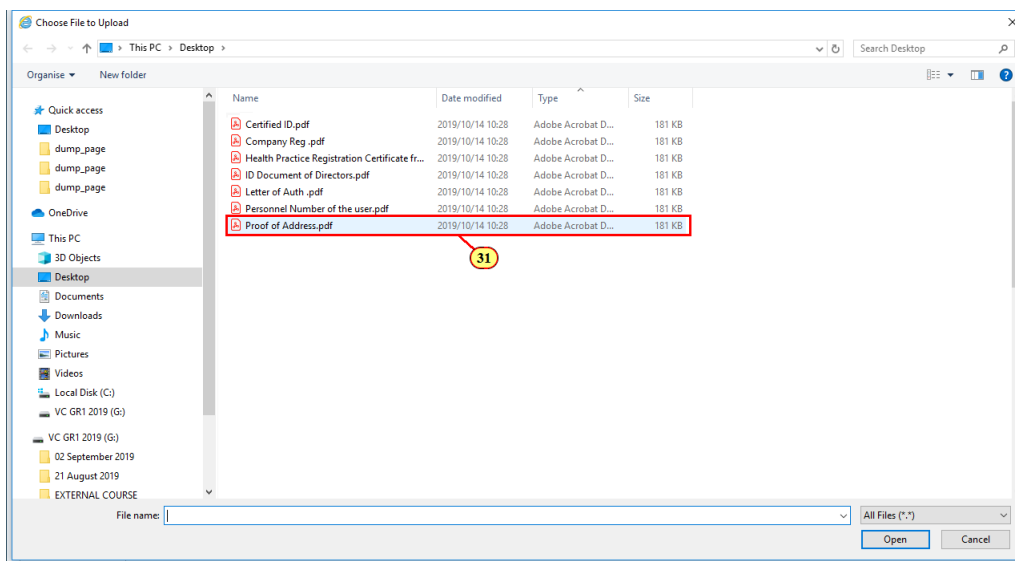 Choose File to Upload
This PC > Desktop >
Search Desktop
Organise
New folder
Name Date modified Type Size
Quick access
Desktop
dump_page
dump_page
dump_page
OneDrive
This PC
3D Objects
Desktop
Documents
Downloads
Music
Pictures
Videos
Local Disk (C:)
VC GR1 2019 (G:)
VC GR1 2019 (G:)
02 September 2019
21 August 2019
EXTERNAL COURSE
Certified ID.pdf 2019/10/14 10:28 Adobe Acrobat D... 181 KB
Company Reg .pdf 2019/10/14 10:28 Adobe Acrobat D... 181 KB
Health Practice Registration Certificate fr... 2019/10/14 10:28 Adobe Acrobat D... 181 KB
ID Document of Directors.pdf 2019/10/14 10:28 Adobe Acrobat D... 181 KB
Letter of Auth .pdf 2019/10/14 10:28 Adobe Acrobat D... 181 KB
Personnel Number of the user.pdf 2019/10/14 10:28 Adobe Acrobat D... 181 KB
Proof of Address.pdf 2019/10/14 10:28 Adobe Acrobat D... 181 KB
31
File name:
All Files (*.*)
Open
Cancel